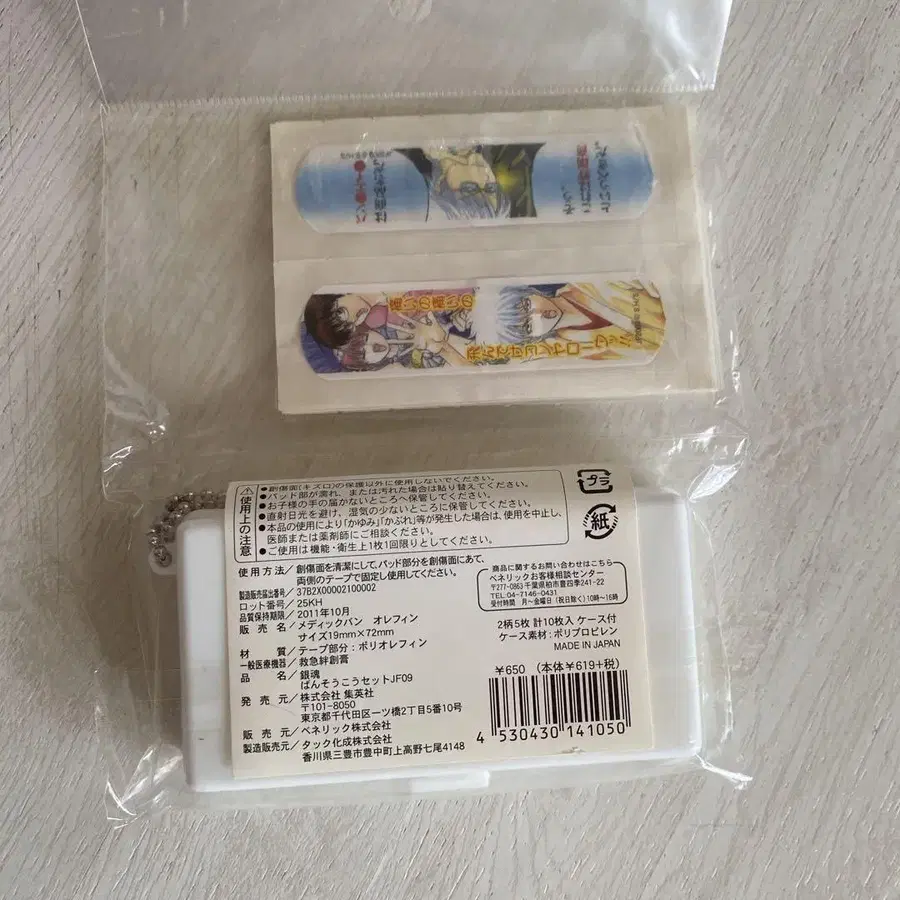 痛いの痛いの
飛んでけコンヤローアッ!!
⚠使用上の注意
●創傷面(キズ口)の保護以外に使用しないでください。
●パッド部が濡れ、または汚れた場合は貼り替えてください。
●お子様の手の届かないところへ保管してください。
●直射日光を避け、湿気の少ないところに保管してください。
●本品の使用により「かゆみ」「かぶれ」等が発生した場合は、使用を中止し、
医師または薬剤師にご相談ください。
●ご使用は機能・衛生上1枚1回限りとしてください。
プラ
紙
使用方法/創傷面を清潔にして、パッド部分を創傷面にあて、
両側のテープで固定し使用してください。
製造販売届出番号/37B2X00002100002
ロット番号/25KH
品質保持期限/2011年10月
販売名/メディックバン オレフィン
サイズ19mm×72mm
材質/テープ部分:ポリオレフィン
一般医療機器/救急絆創膏
品名/銀魂
ばんそうこうセットJF09
発売元/株式会社 集英社
〒101-8050
東京都千代田区一ツ橋2丁目5番10号
販売元/ベネリック株式会社
製造販売元/タック化成株式会社
香川県三豊市豊中町上高野七尾4148
商品に関するお問い合わせはこちら
ベネリックお客様相談センター
〒277-0863 千葉県柏市豊四季241-22
TEL.04-7146-0431
受付時間 月~金曜日(祝日除く)10時~16時
2柄5枚 計10枚入 ケース付
ケース素材:ポリプロピレン
MADE IN JAPAN
¥650 (本体¥619+税)
4 530430 141050